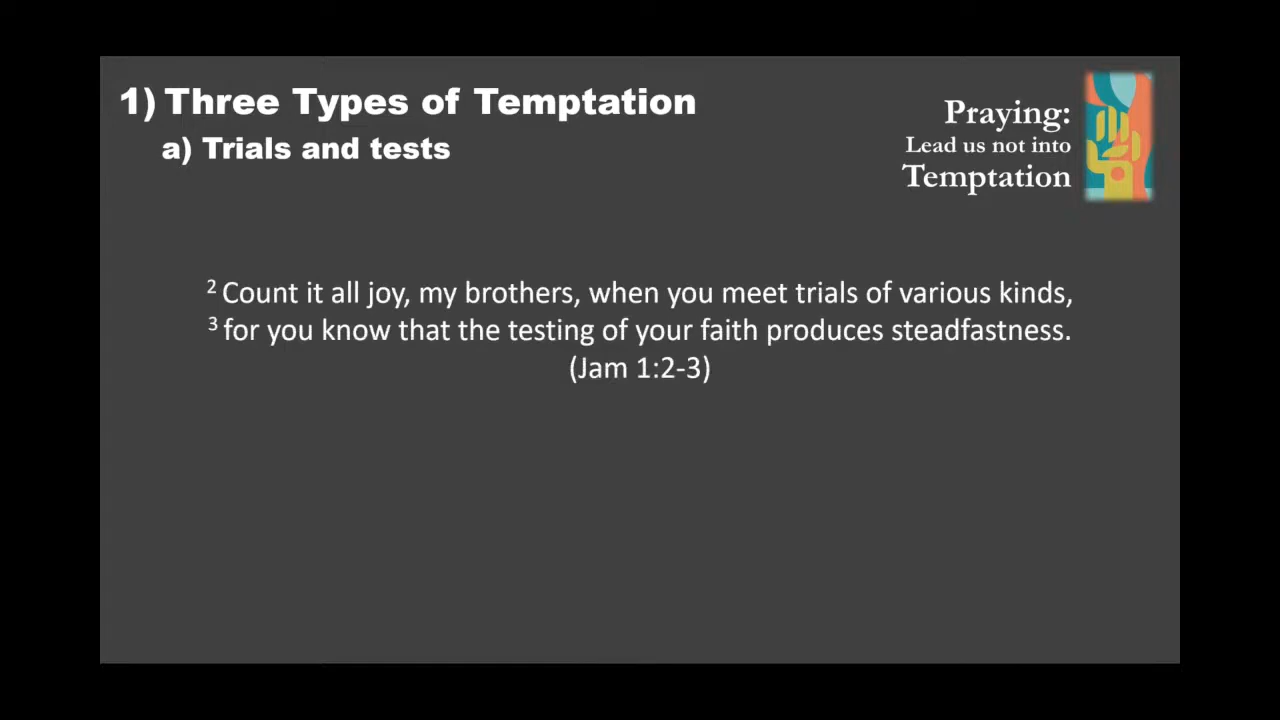 1) Three Types of Temptation
a) Trials and tests
Praying:
Lead us not into
Temptation
2 Count it all joy, my brothers, when you meet trials of various kinds,
3 for you know that the testing of your faith produces steadfastness.
(Jam 1:2-3)